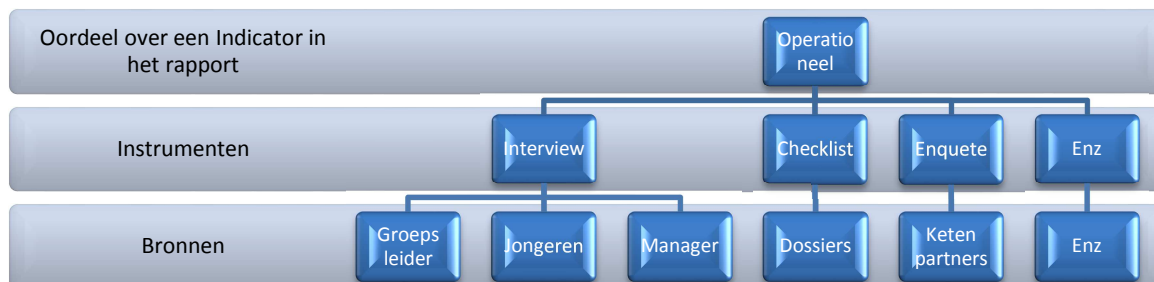 Oordeel over een Indicator in
het rapport
Operatio
neel
Instrumenten
Interview
Checklist
Enquete
Enz
Bronnen
Groeps
leider
Jongeren
Manager
Dossiers
Keten
partners
Enz